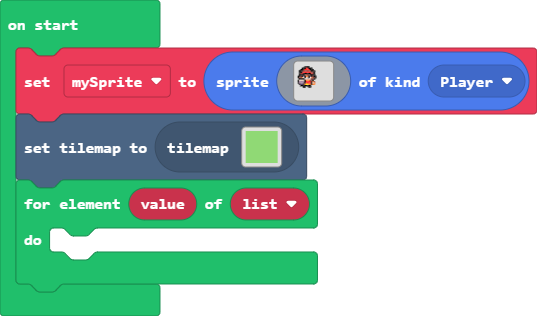 on start
set mySprite to sprite of kind Player
set tilemap to tilemap
for element value of list
do